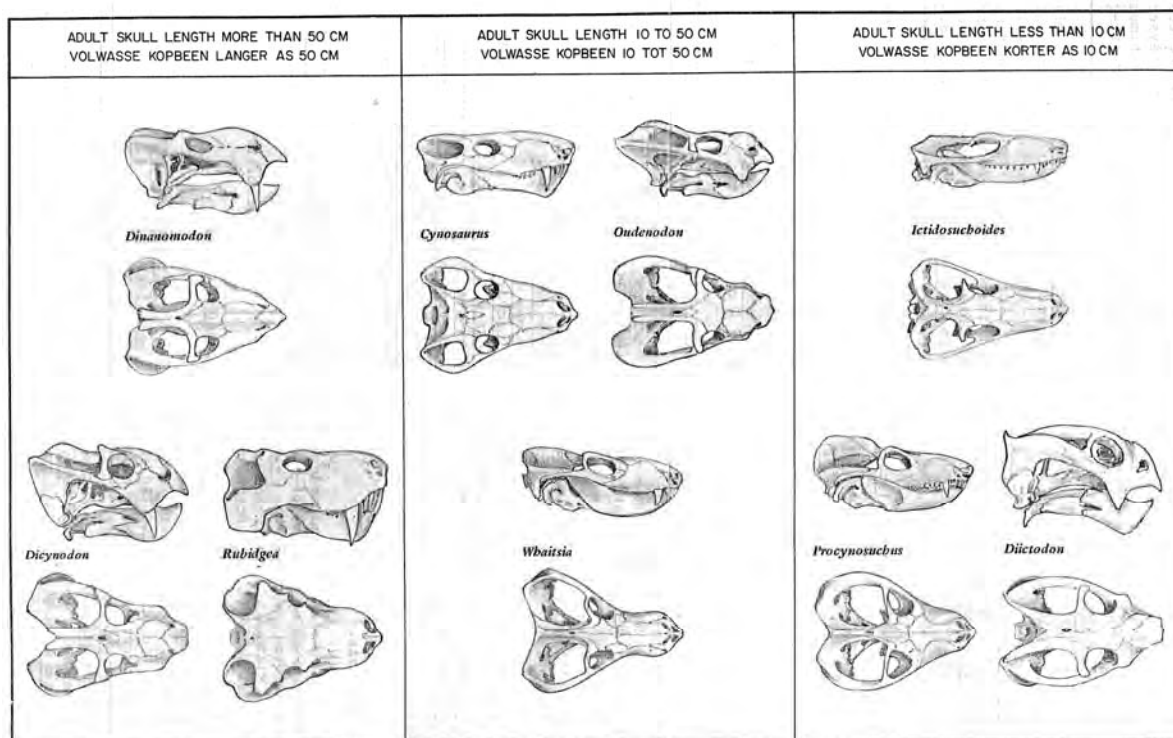 ADULT SKULL LENGTH MORE THAN 50 CM
VOLWASSE KOPBEEN LANGER AS 50 CM
ADULT SKULL LENGTH 10 TO 50 CM
VOLWASSE KOPBEEN 10 TOT 50 CM
ADULT SKULL LENGTH LESS THAN 10 CM
VOLWASSE KOPBEEN KORTER AS 10 CM
Dinanomodon
Cynosaurus
Oudenodon
Ictidosuchoides
Dicynodon
Rubidgea
Whaitsia
Procynosuchus
Diictodon